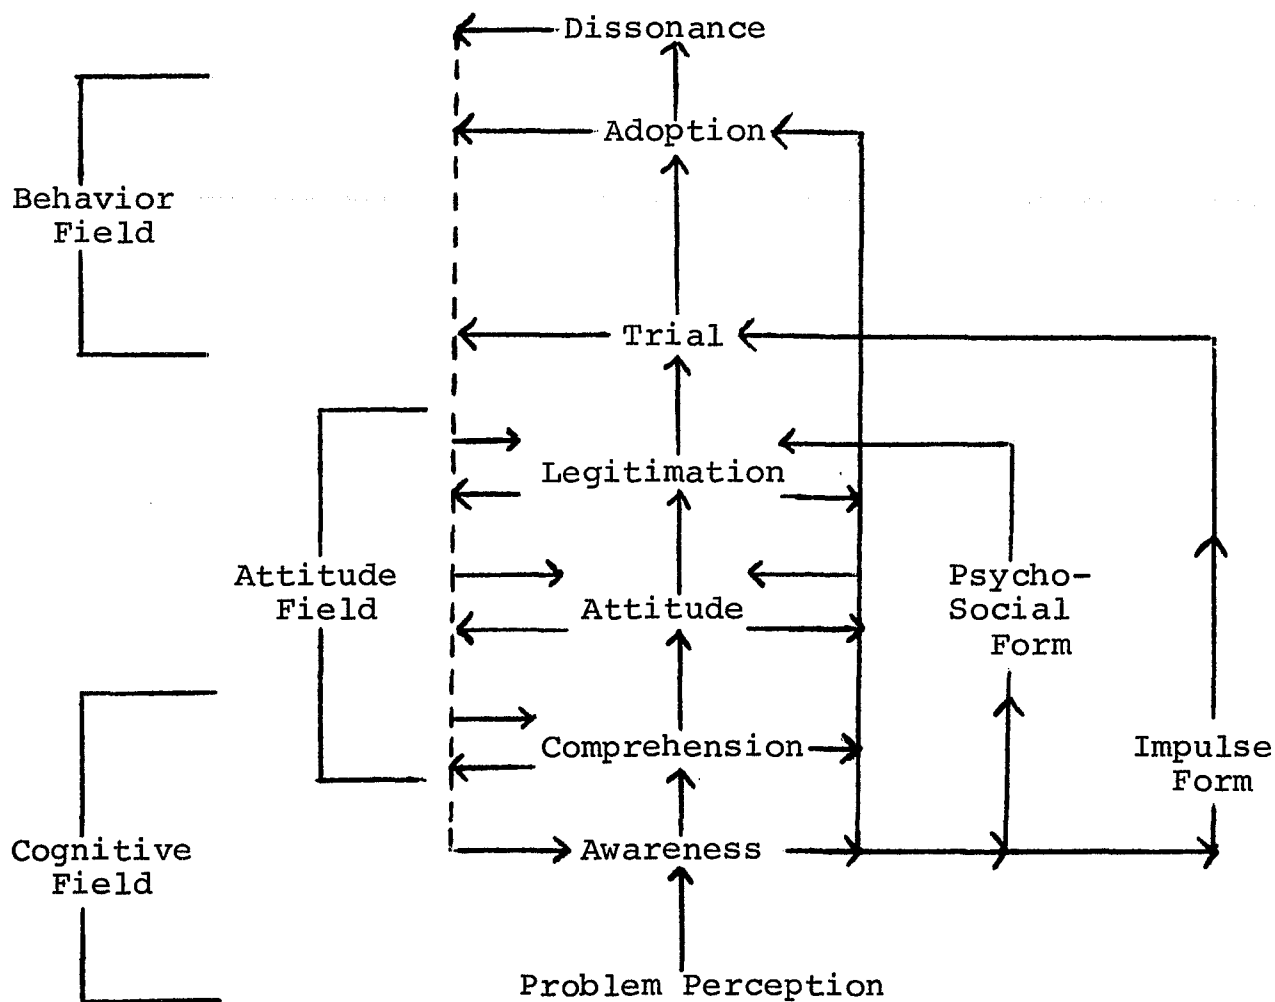 Dissonance
Adoption
Behavior
Field
Trial
Legitimation
Attitude
Field
Psycho-
Social
Form
Attitude
Comprehension
Impulse
Form
Cognitive
Field
Awareness
Problem Perception